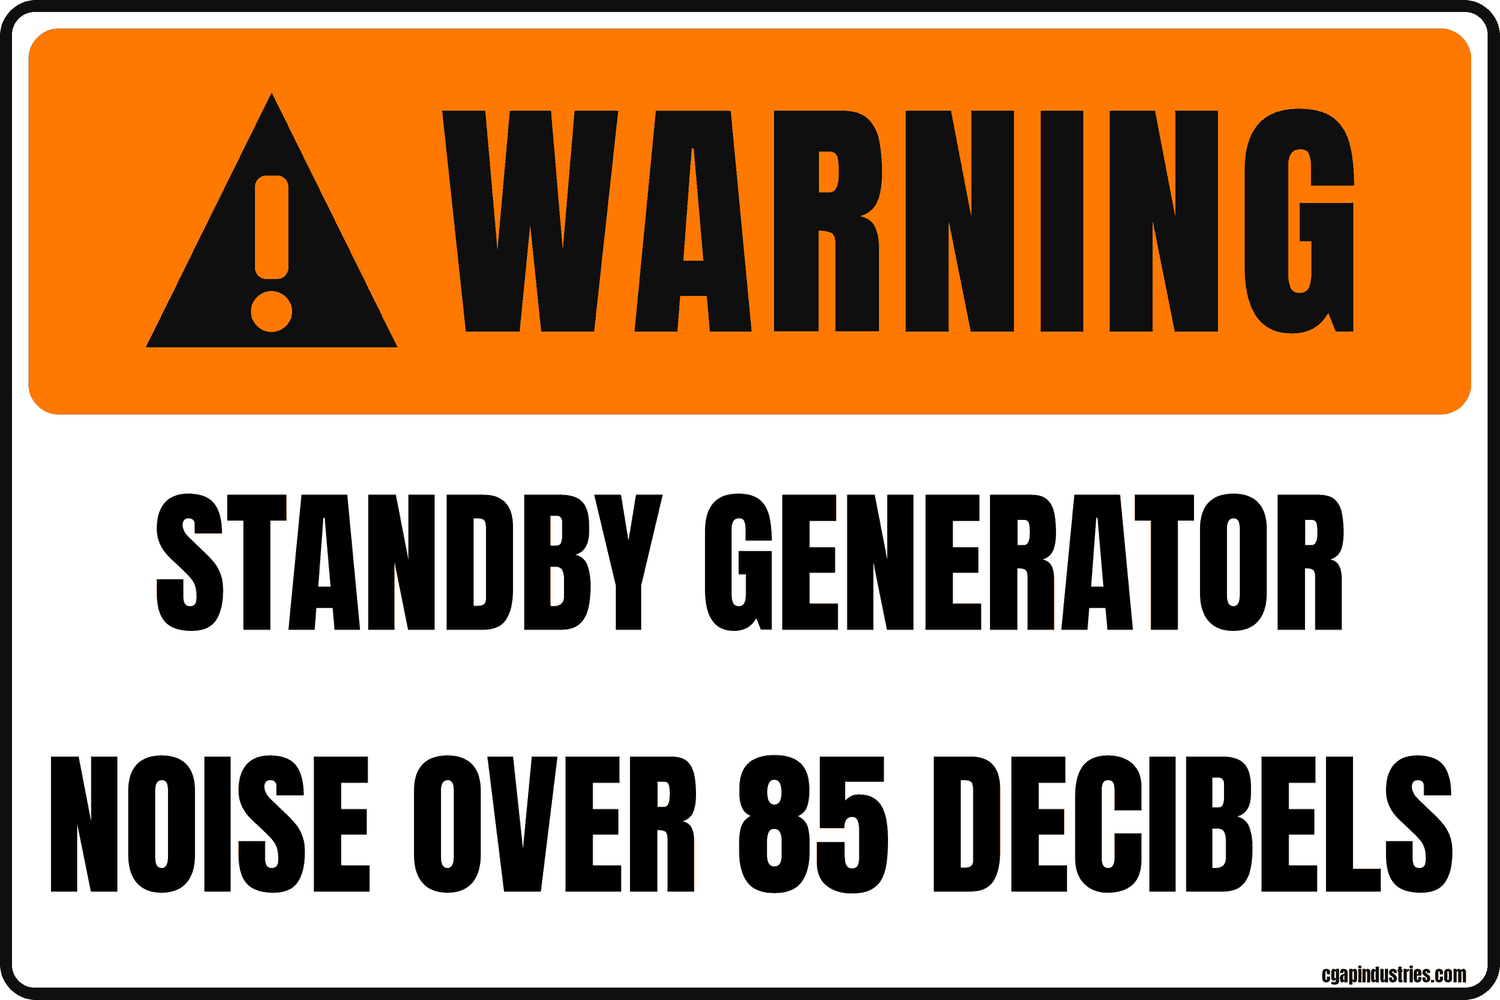 WARNING
STANDBY GENERATOR
NOISE OVER 85 DECIBELS
cgapindustries.com